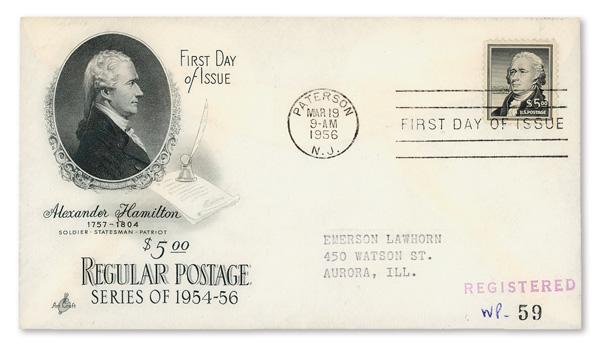 First Day
of Issue
Alexander Hamilton
1757-1804
SOLDIER · STATESMAN · PATRIOT
$5.00
REGULAR POSTAGE
SERIES OF 1954-56
Art Craft
PATERSON
MAR 19
9-AM
1956
N.J.
$5.00
U.S. POSTAGE
FIRST DAY OF ISSUE
EMERSON LAWHORN
450 WATSON ST.
AURORA, ILL.
REGISTERED
WP- 59